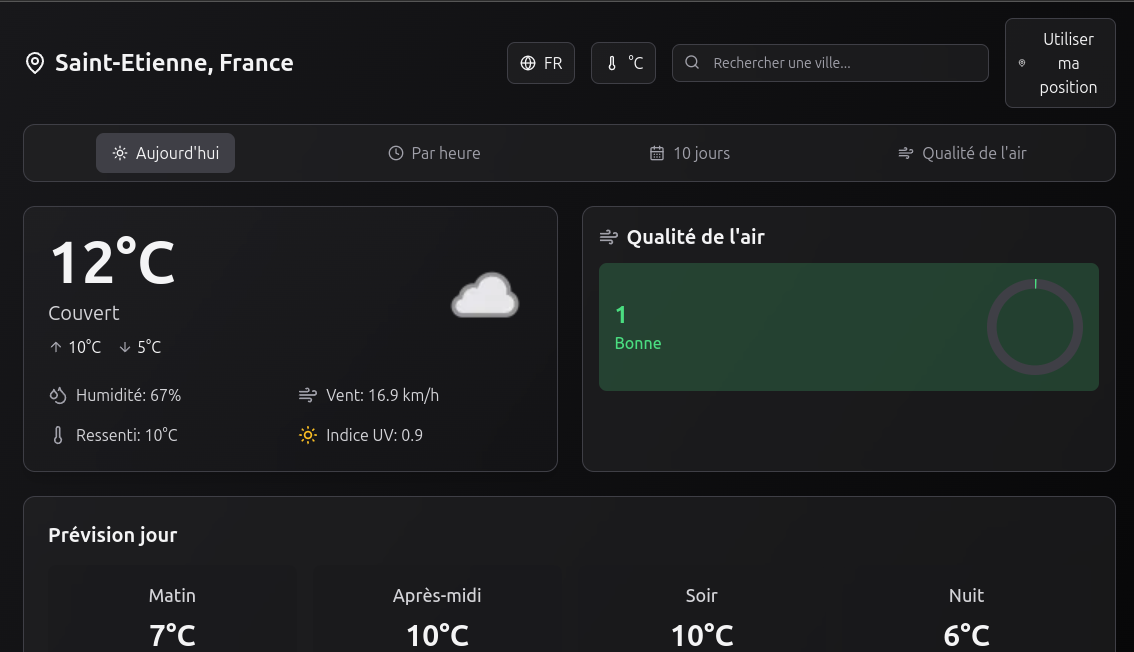 Saint-Etienne, France
FR
°C
Rechercher une ville...
Utiliser
ma
position
Aujourd'hui
Par heure
10 jours
Qualité de l'air
12°C
Couvert
10°C
5°C
Humidité: 67%
Vent: 16.9 km/h
Ressenti: 10°C
Indice UV: 0.9
Qualité de l'air
1
Bonne
Prévision jour
Matin
Après-midi
Soir
Nuit
7°C
10°C
10°C
6°C